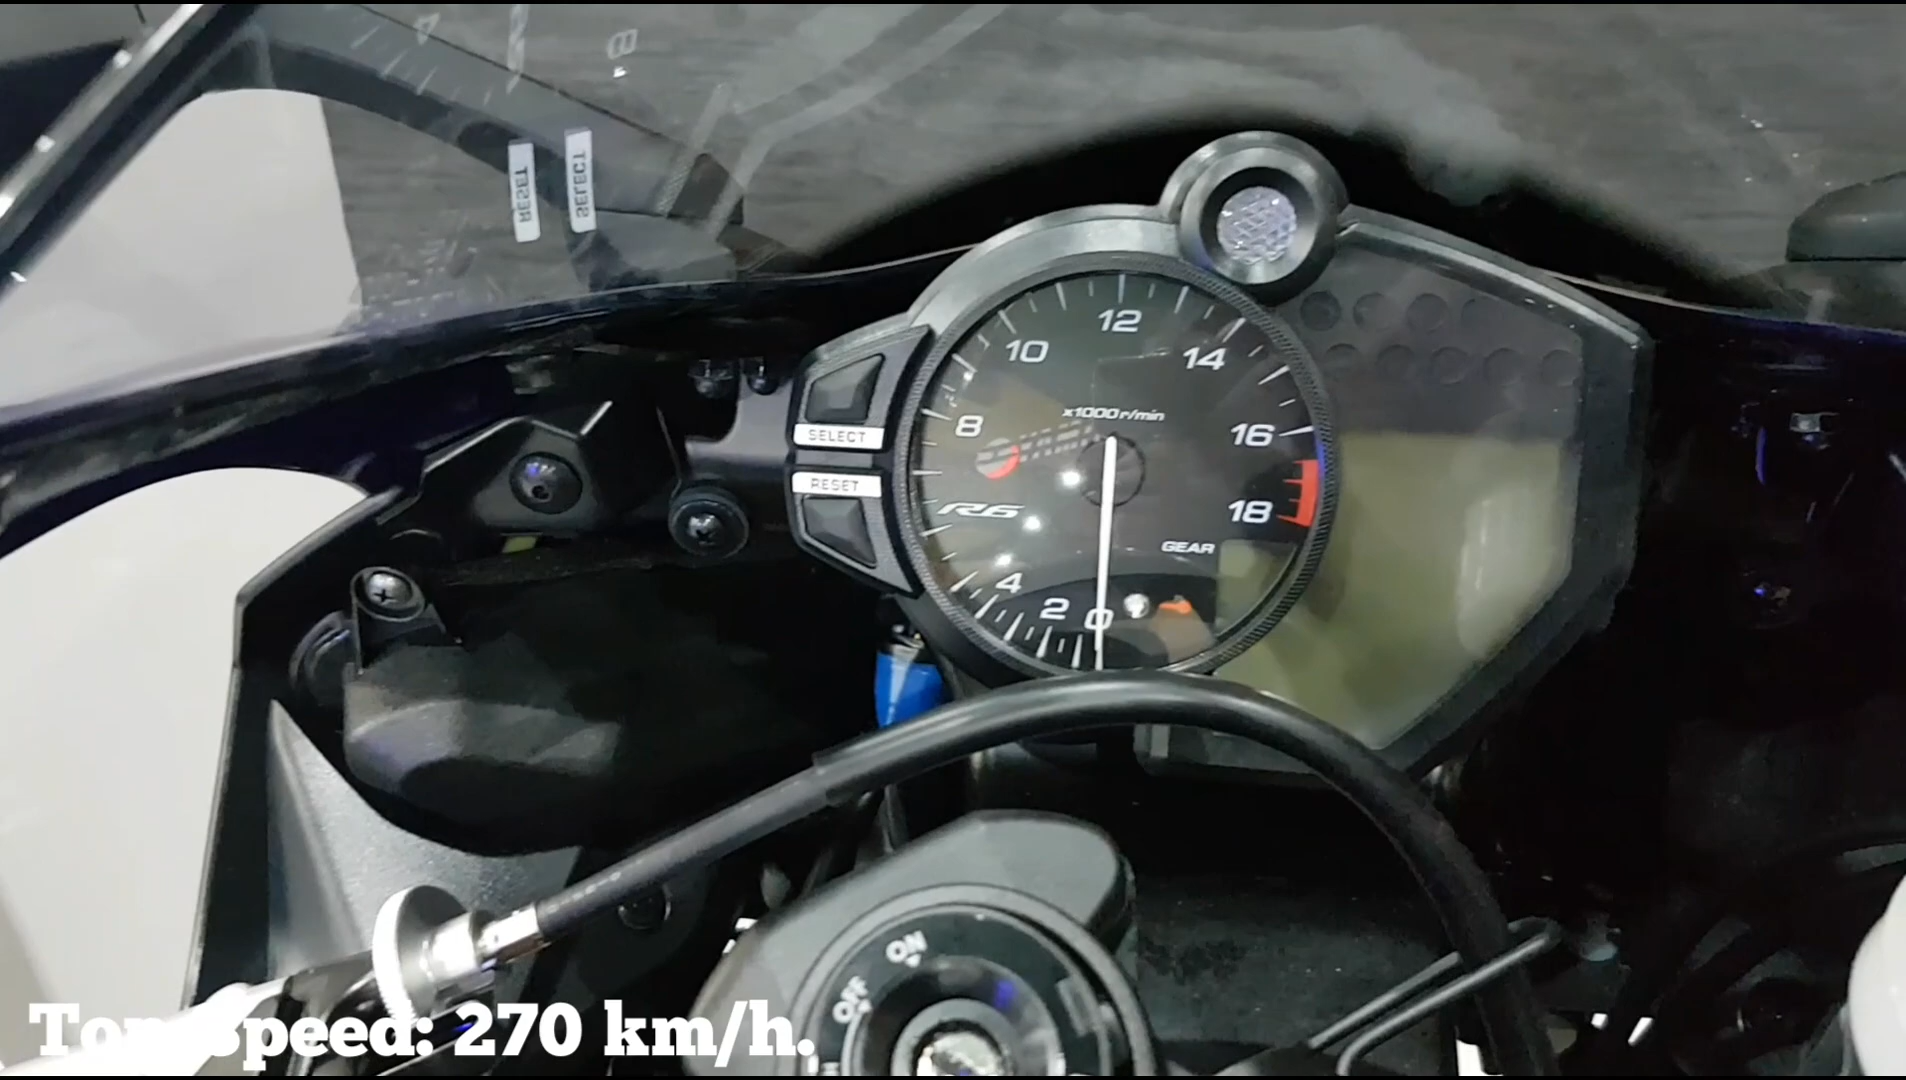 12
10
14
x1000 r/min
8
16
SELECT
RESET
R6
18
GEAR
4
2
0
ON
OFF
Top Speed: 270 km/h.